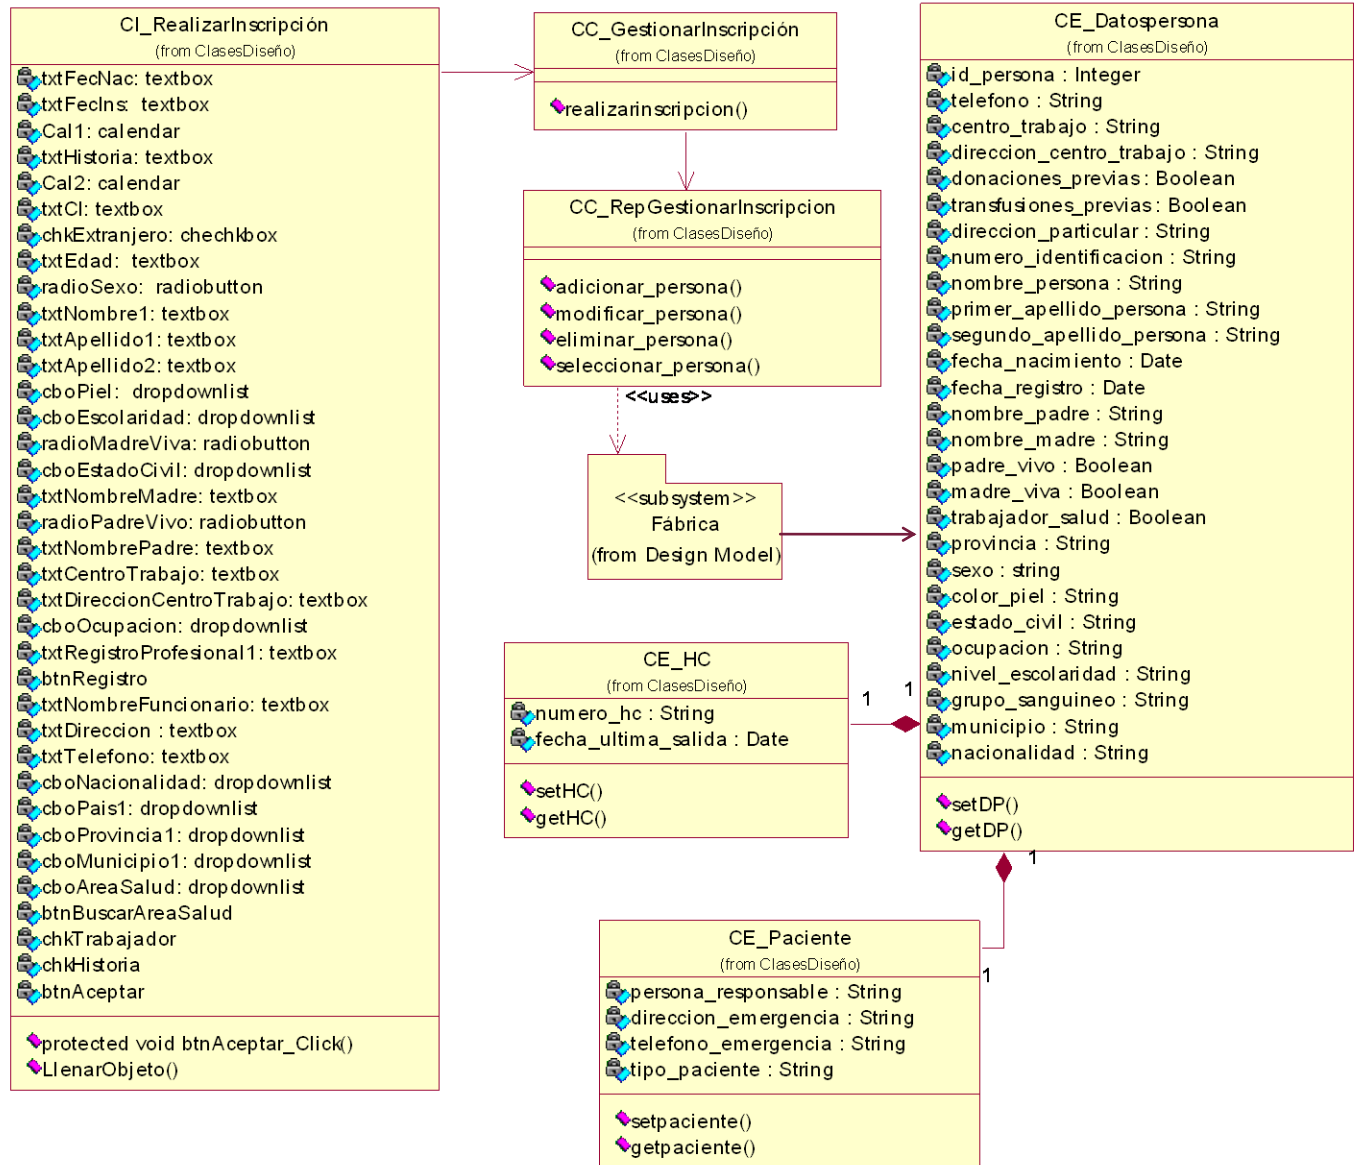 CI_RealizarInscripción
(from ClasesDiseño)
txtFecNac: textbox
txtFecIns: textbox
Cal1: calendar
txtHistoria: textbox
Cal2: calendar
txtCI: textbox
chkExtranjero: chechkbox
txtEdad: textbox
radioSexo: radiobutton
txtNombre1: textbox
txtApellido1: textbox
txtApellido2: textbox
cboPiel: dropdownlist
cboEscolaridad: dropdownlist
radioMadreViva: radiobutton
cboEstadoCivil: dropdownlist
txtNombreMadre: textbox
radioPadreVivo: radiobutton
txtNombrePadre: textbox
txtCentroTrabajo: textbox
txtDireccionCentroTrabajo: textbox
cboOcupacion: dropdownlist
txtRegistroProfesional1: textbox
btnRegistro
txtNombreFuncionario: textbox
txtDireccion : textbox
txtTelefono: textbox
cboNacionalidad: dropdownlist
cboPais1: dropdownlist
cboProvincia1: dropdownlist
cboMunicipio1: dropdownlist
cboAreaSalud: dropdownlist
btnBuscarAreaSalud
chkTrabajador
chkHistoria
btnAceptar
protected void btnAceptar_Click()
LlenarObjeto()
CC_GestionarInscripción
(from ClasesDiseño)
realizarinscripcion()
CC_RepGestionarInscripcion
(from ClasesDiseño)
adicionar_persona()
modificar_persona()
eliminar_persona()
seleccionar_persona()
<<uses>>
<<subsystem>>
Fábrica
(from Design Model)
CE_HC
(from ClasesDiseño)
numero_hc : String
fecha_ultima_salida : Date
setHC()
getHC()
1
1
CE_Datospersona
(from ClasesDiseño)
id_persona : Integer
telefono : String
centro_trabajo : String
direccion_centro_trabajo : String
donaciones_previas : Boolean
transfusiones_previas : Boolean
direccion_particular : String
numero_identificacion : String
nombre_persona : String
primer_apellido_persona : String
segundo_apellido_persona : String
fecha_nacimiento : Date
fecha_registro : Date
nombre_padre : String
nombre_madre : String
padre_vivo : Boolean
madre_viva : Boolean
trabajador_salud : Boolean
provincia : String
sexo : string
color_piel : String
estado_civil : String
ocupacion : String
nivel_escolaridad : String
grupo_sanguineo : String
municipio : String
nacionalidad : String
setDP()
getDP()
1
1
CE_Paciente
(from ClasesDiseño)
persona_responsable : String
direccion_emergencia : String
telefono_emergencia : String
tipo_paciente : String
setpaciente()
getpaciente()